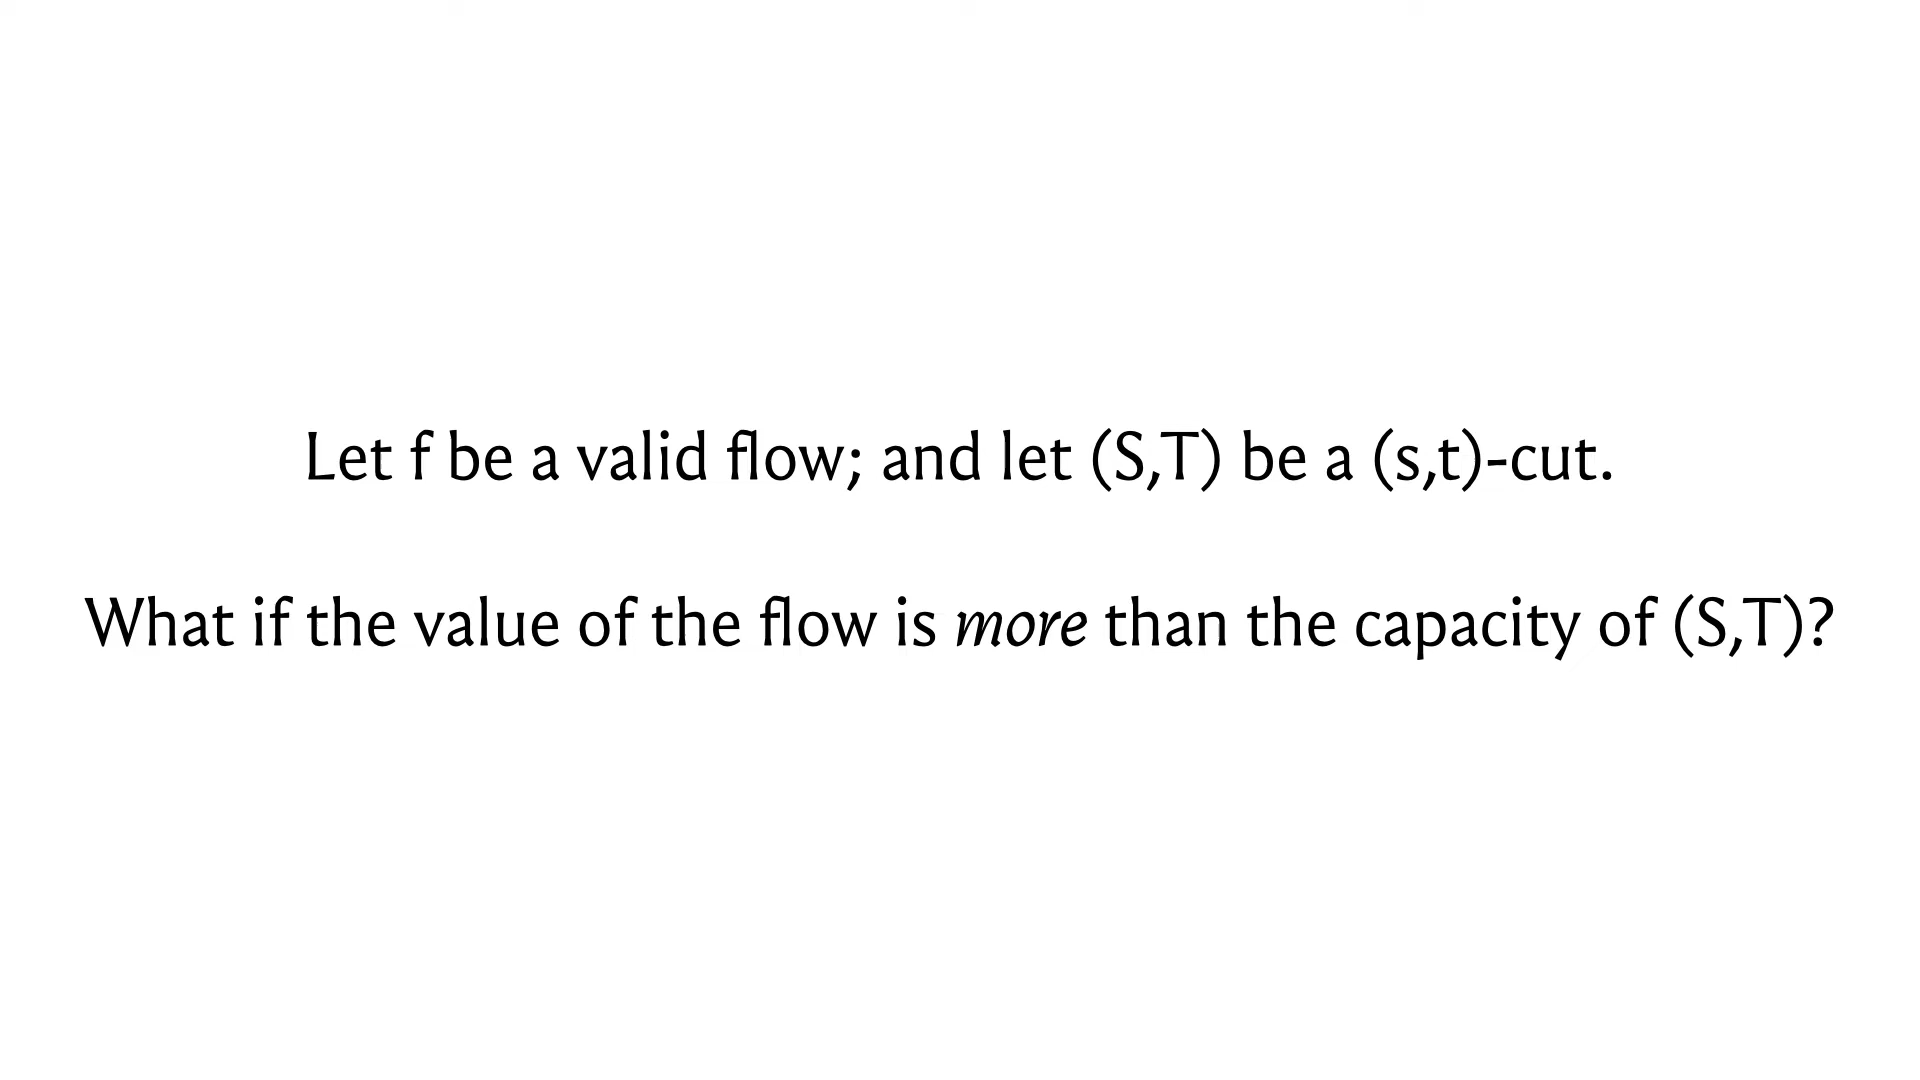 Let f be a valid flow; and let (S,T) be a (s,t)-cut.
What if the value of the flow is more than the capacity of (S,T)?